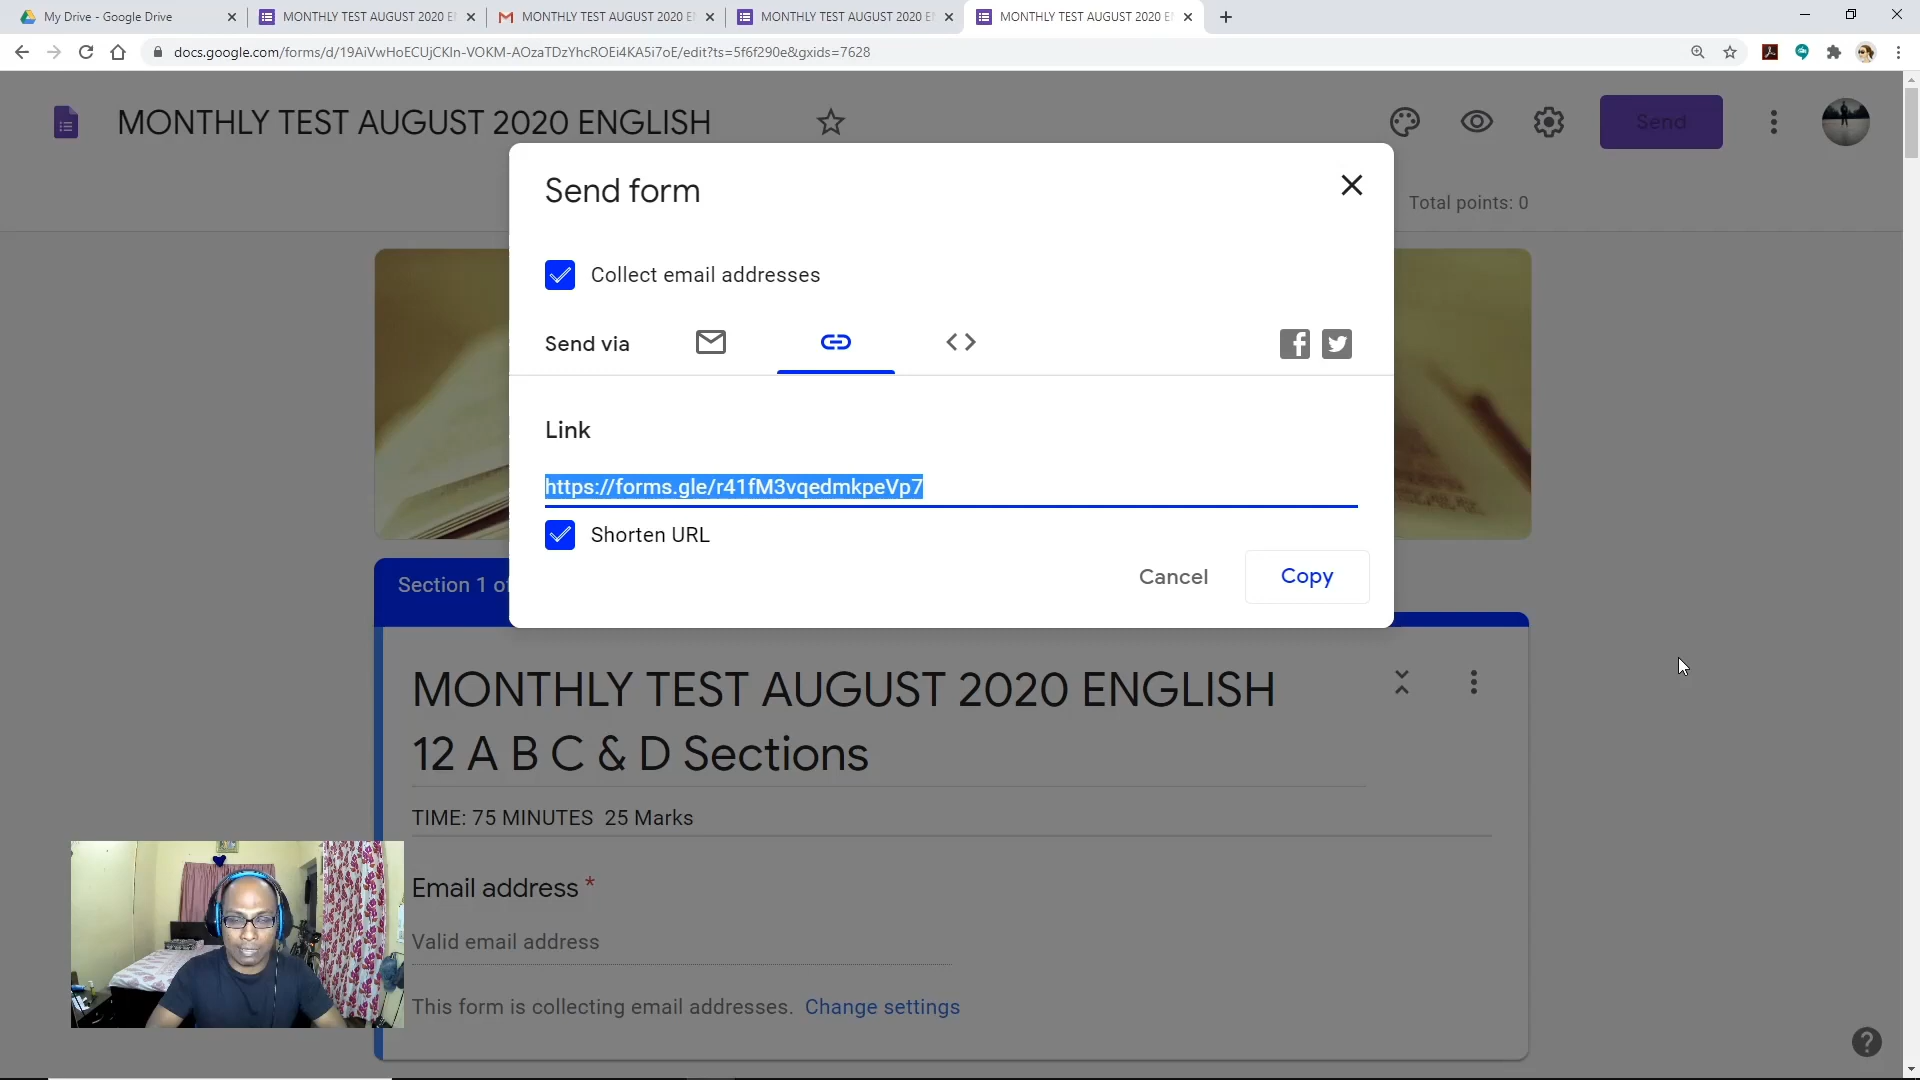 My Drive - Google Drive
MONTHLY TEST AUGUST 2020 E
MONTHLY TEST AUGUST 2020 E
MONTHLY TEST AUGUST 2020 E
MONTHLY TEST AUGUST 2020 E
docs.google.com/forms/d/19AiVwHoECUjCKIn-VOKM-AOzaTDzYhcROEi4KA5i7oE/edit?ts=5f6f290e&gxids=7628
MONTHLY TEST AUGUST 2020 ENGLISH
Send
Total points: 0
Send form
Collect email addresses
Send via
Link
https://forms.gle/r41fM3vqedmkpeVp7
Shorten URL
Cancel
Copy
Section 1 of
MONTHLY TEST AUGUST 2020 ENGLISH
12 A B C & D Sections
TIME: 75 MINUTES 25 Marks
Email address *
Valid email address
This form is collecting email addresses. Change settings